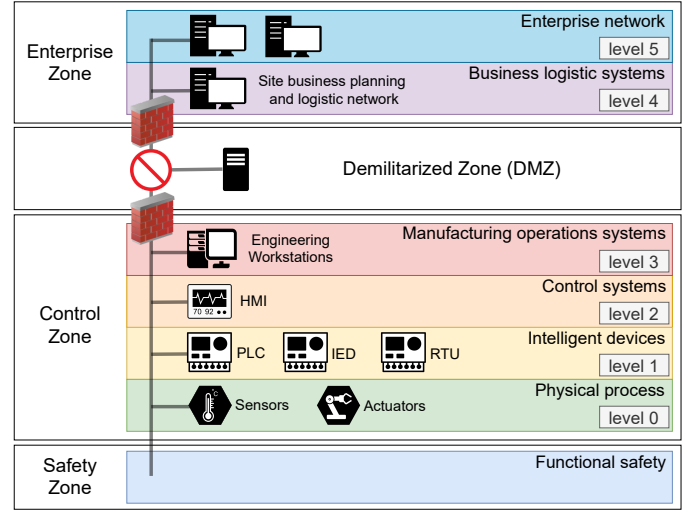 Enterprise
Zone
Enterprise network
level 5
Business logistic systems
Site business planning
and logistic network
level 4
Demilitarized Zone (DMZ)
Control
Zone
Manufacturing operations systems
Engineering
Workstations
level 3
Control systems
HMI
70 92
level 2
Intelligent devices
PLC
IED
RTU
level 1
Physical process
°C
Sensors
Actuators
level 0
Safety
Zone
Functional safety